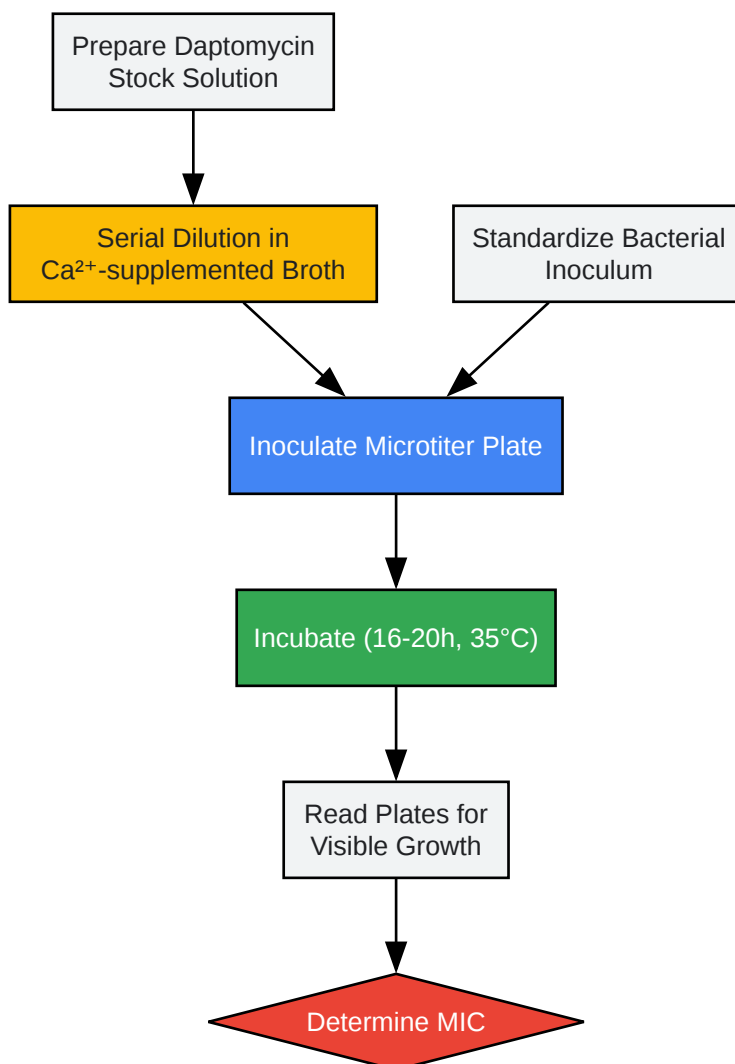 Prepare Daptomycin
Stock Solution
Serial Dilution in
Ca²⁺-supplemented Broth
Standardize Bacterial
Inoculum
Inoculate Microtiter Plate
Incubate (16-20h, 35°C)
Read Plates for
Visible Growth
Determine MIC